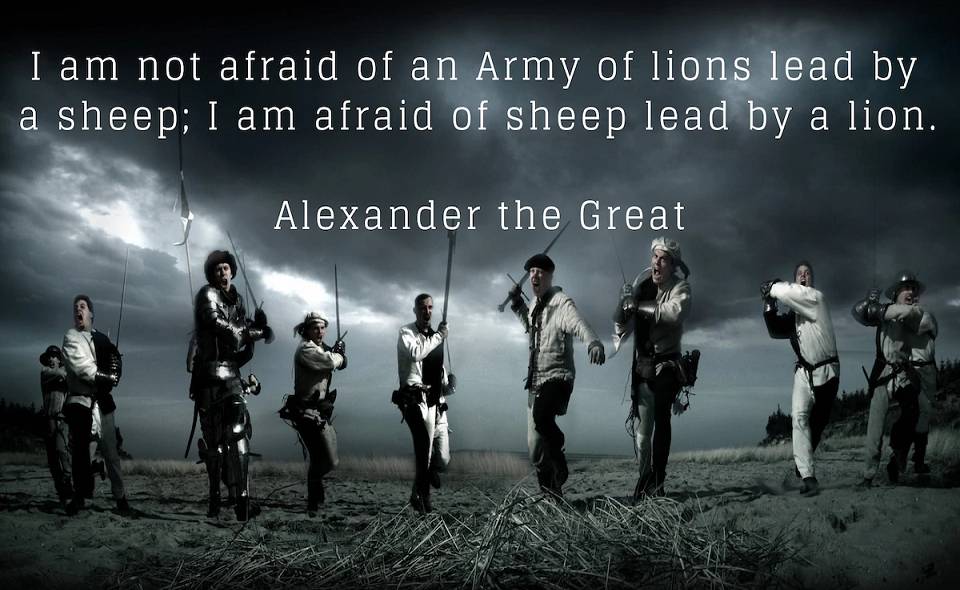 I am not afraid of an Army of lions lead by
a sheep; I am afraid of sheep lead by a lion.
Alexander the Great